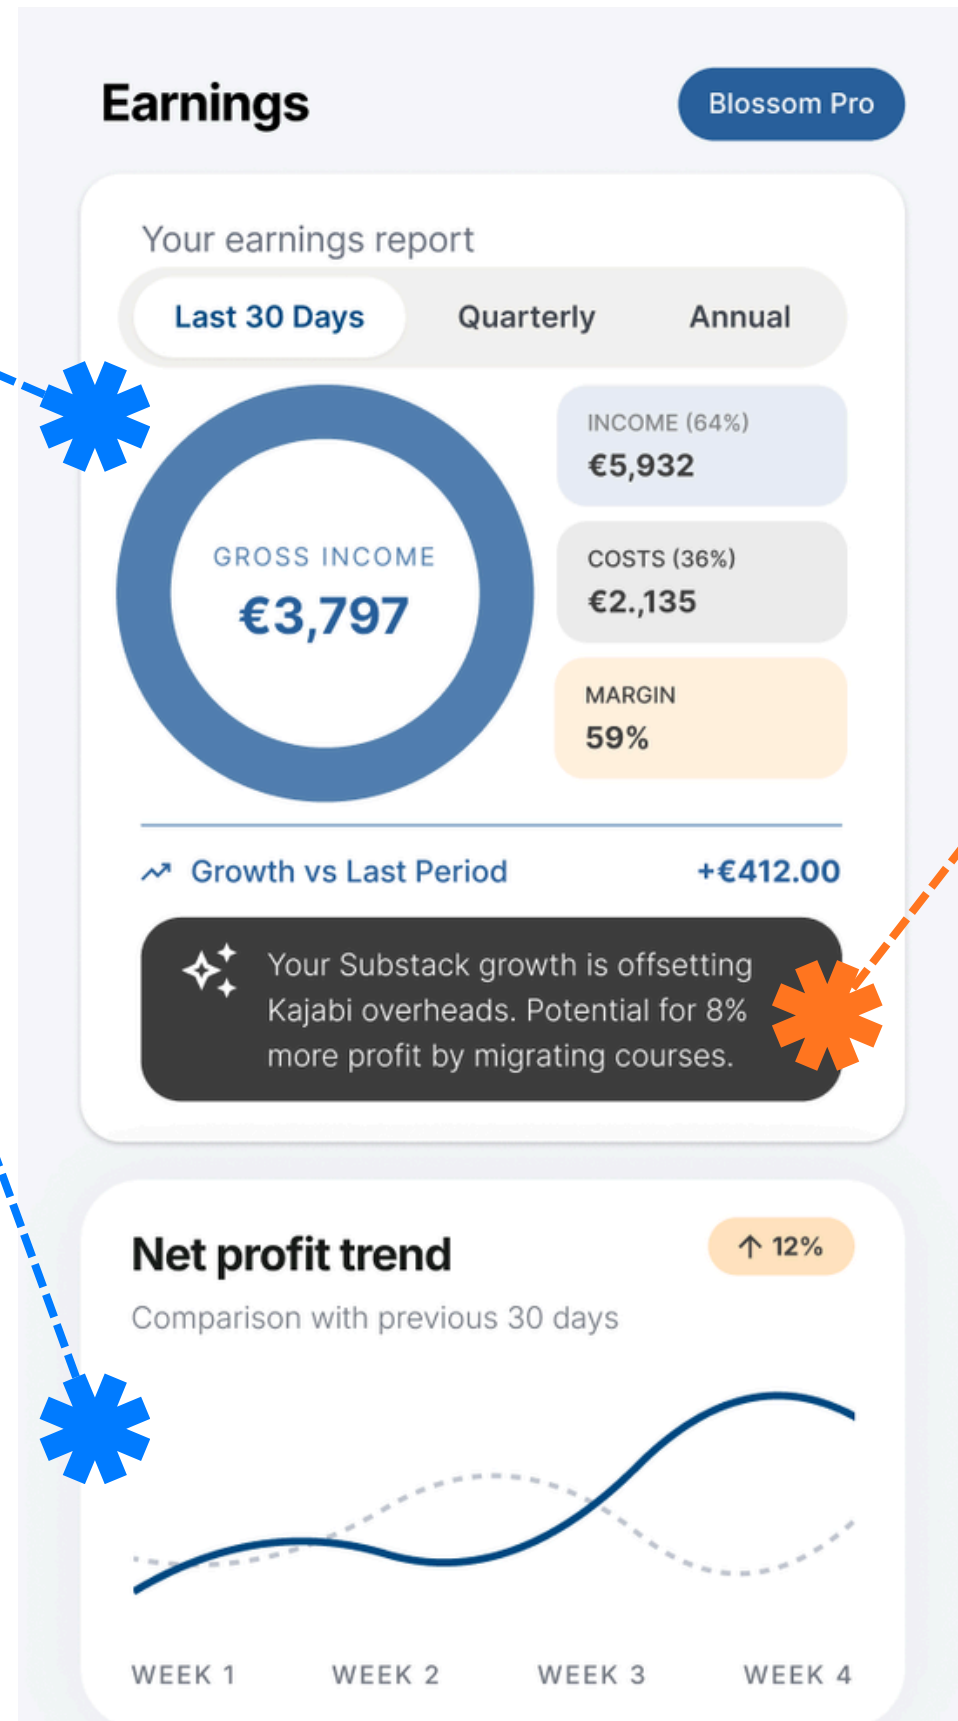 Earnings
Blossom Pro
Your earnings report
Last 30 Days
Quarterly
Annual
GROSS INCOME
€3,797
INCOME (64%)
€5,932
COSTS (36%)
€2.,135
MARGIN
59%
Growth vs Last Period
+€412.00
Your Substack growth is offsetting
Kajabi overheads. Potential for 8%
more profit by migrating courses.
Net profit trend
↑ 12%
Comparison with previous 30 days
WEEK 1
WEEK 2
WEEK 3
WEEK 4